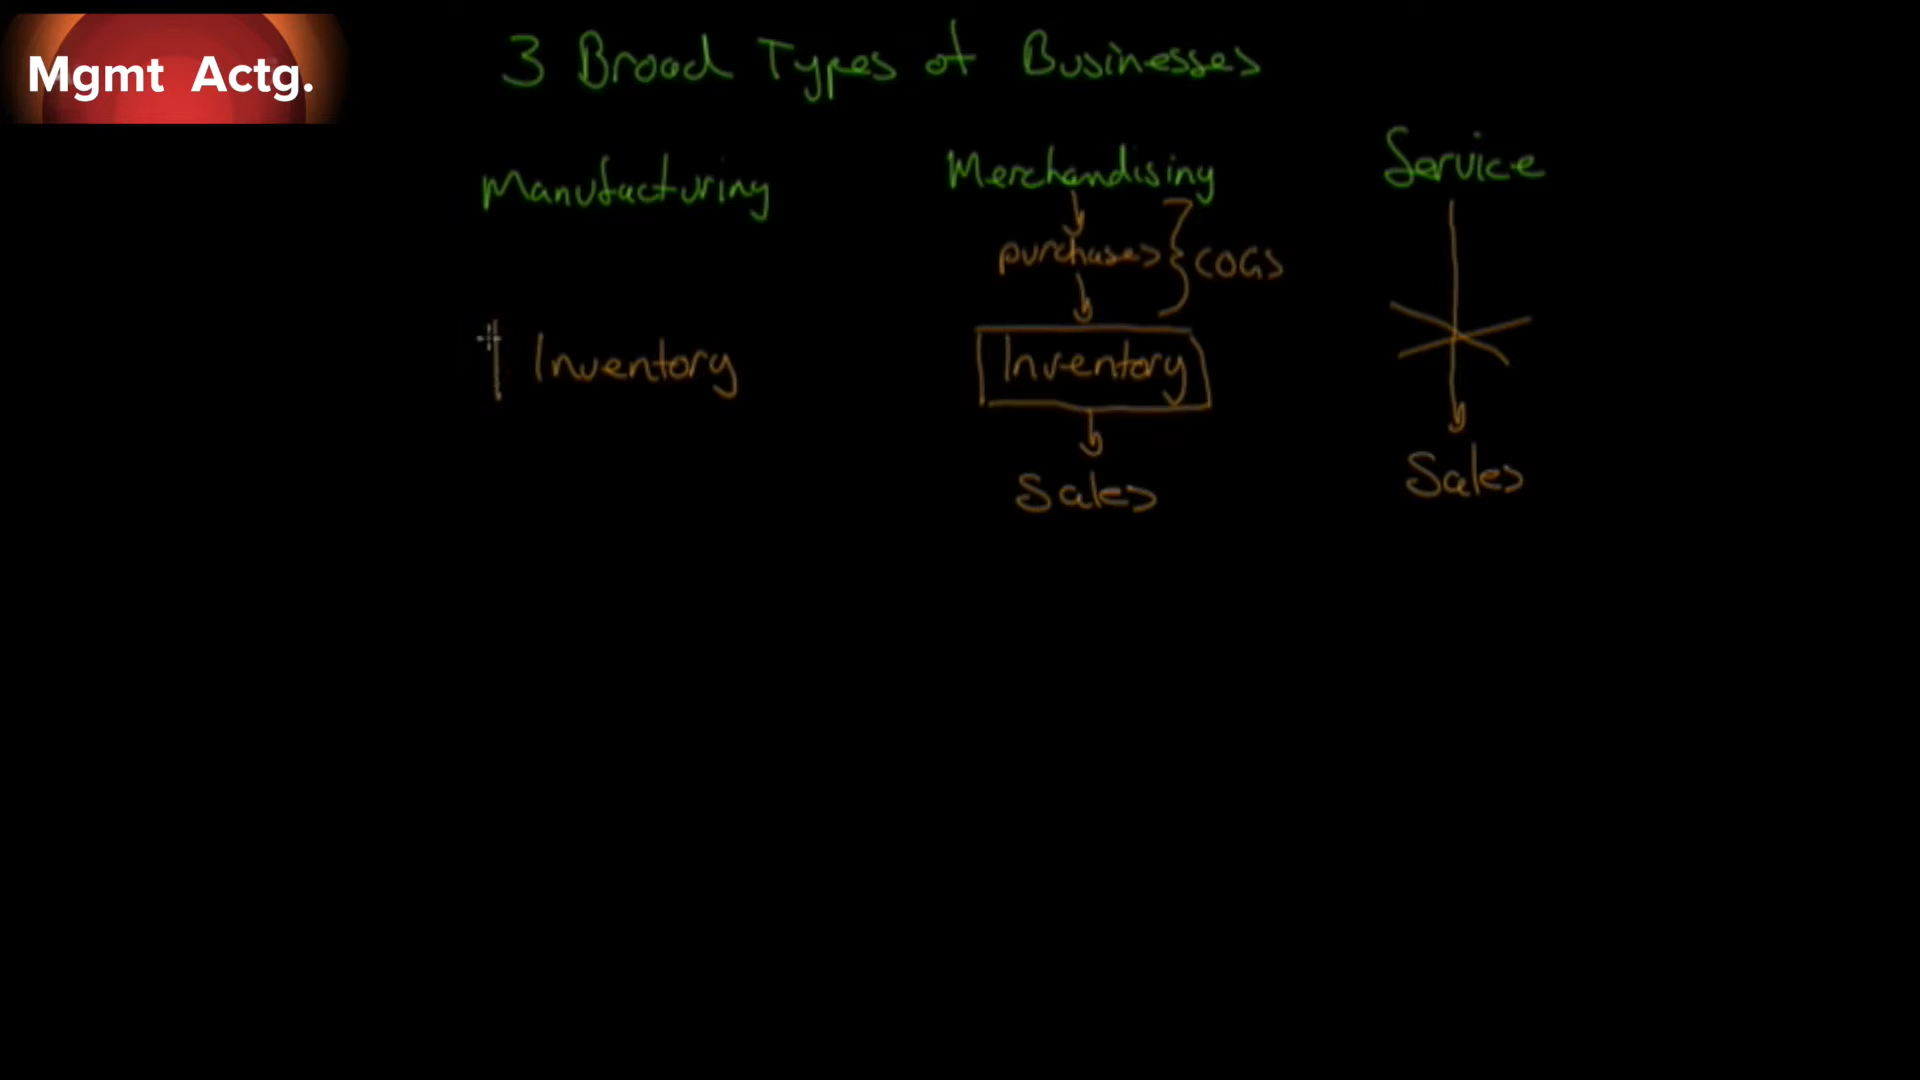 Mgmt Actg.
3 Broad Types of Businesses
Manufacturing
Merchandising
Service
purchases
COGS
Inventory
Inventory
Sales
Sales